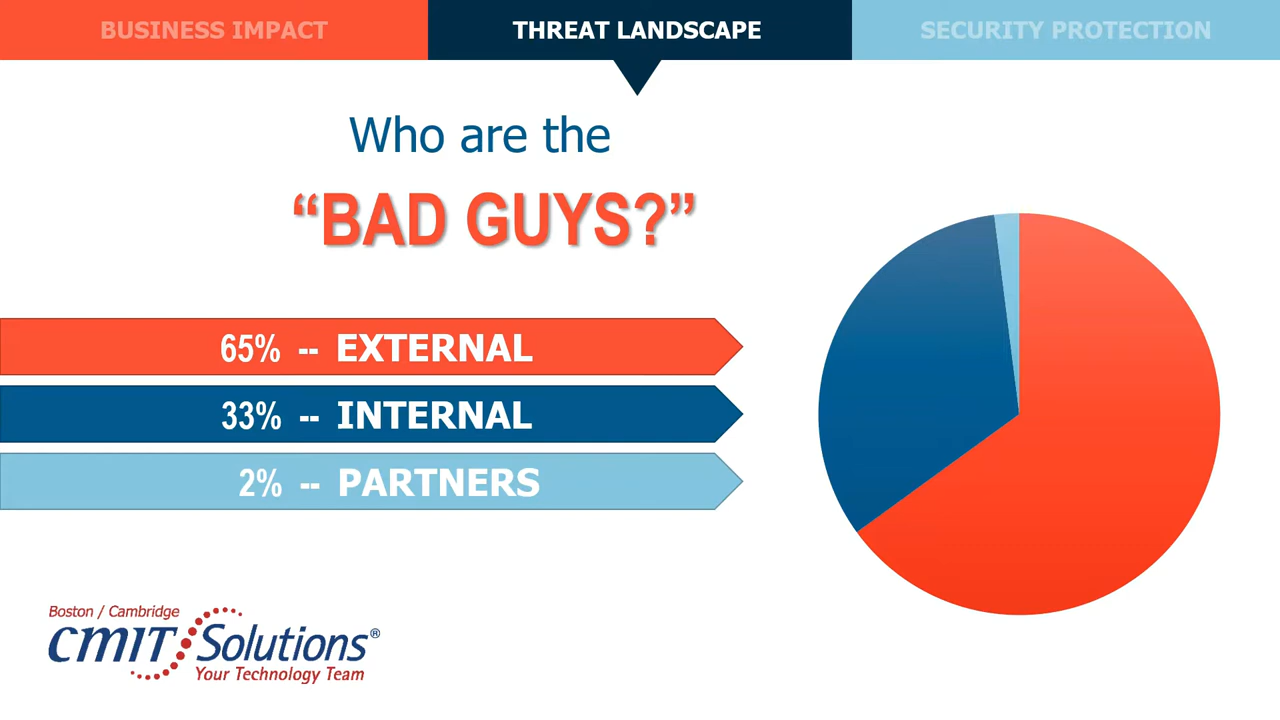 BUSINESS IMPACT
THREAT LANDSCAPE
SECURITY PROTECTION
Who are the
“BAD GUYS?”
65% -- EXTERNAL
33% -- INTERNAL
2% -- PARTNERS
Boston / Cambridge
CMIT Solutions®
Your Technology Team